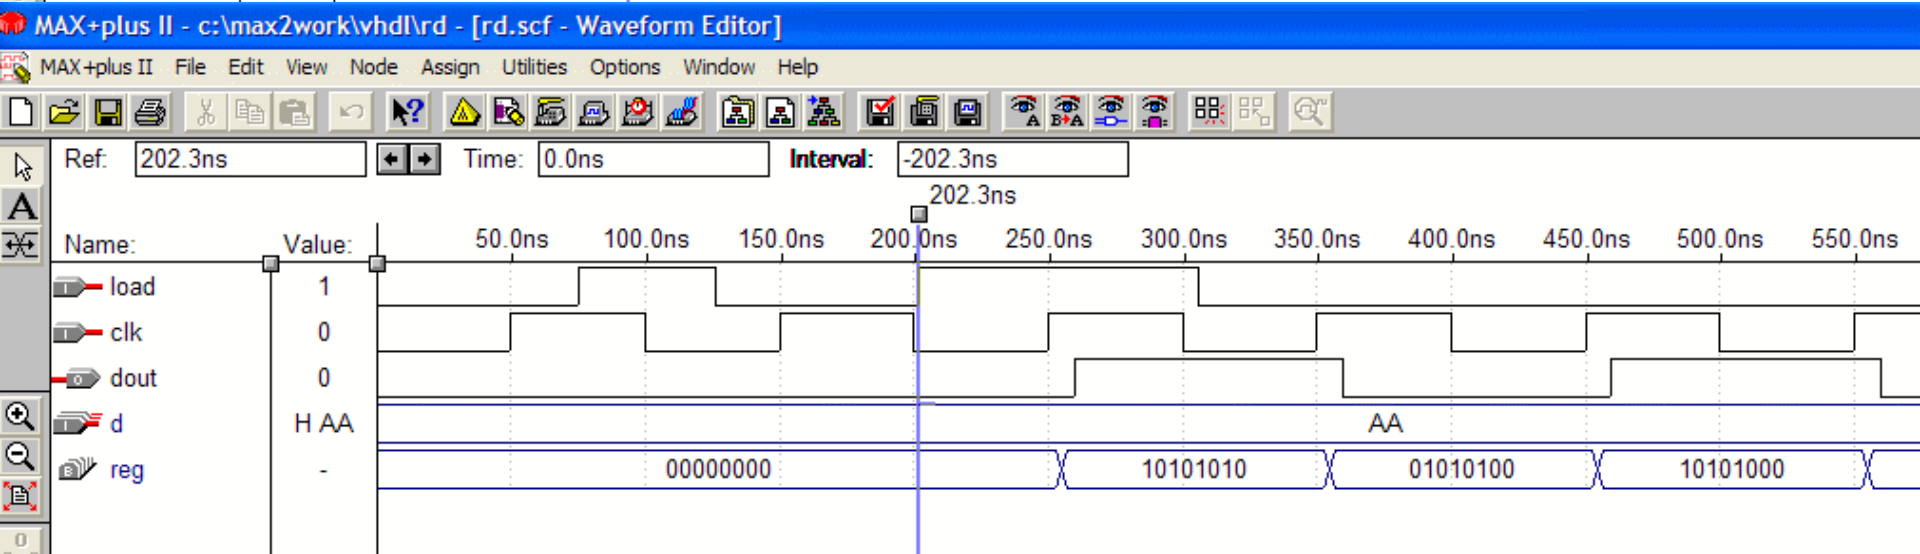 MAX+plus II - c:\max2work\vhdl\rd - [rd.scf - Waveform Editor]
MAX+plus II File Edit View Node Assign Utilities Options Window Help
Ref: 202.3ns Time: 0.0ns Interval: -202.3ns
202.3ns
Name: Value: 50.0ns 100.0ns 150.0ns 200.0ns 250.0ns 300.0ns 350.0ns 400.0ns 450.0ns 500.0ns 550.0ns
load 1
clk 0
dout 0
d H AA AA
reg - 00000000 10101010 01010100 10101000